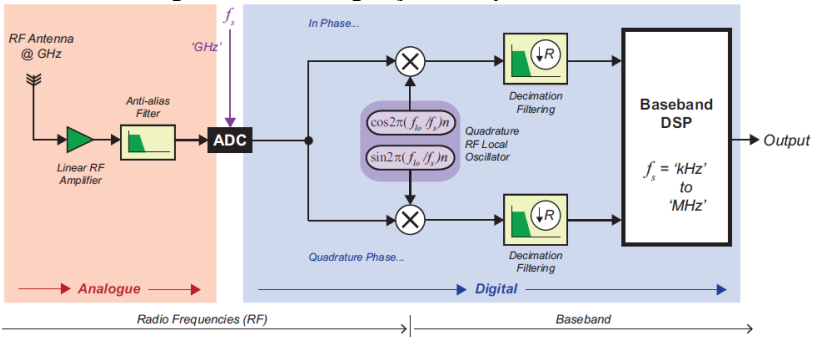 f_s
'GHz'
RF Antenna
@ GHz
Anti-alias
Filter
Linear RF
Amplifier
ADC
In Phase...
cos2π(f_lo/f_s)n
sin2π(f_lo/f_s)n
Quadrature
RF Local
Oscillator
↓R
Decimation
Filtering
↓R
Decimation
Filtering
Quadrature Phase...
Baseband
DSP
f_s = 'kHz'
to
'MHz'
Output
Analogue
Digital
Radio Frequencies (RF)
Baseband